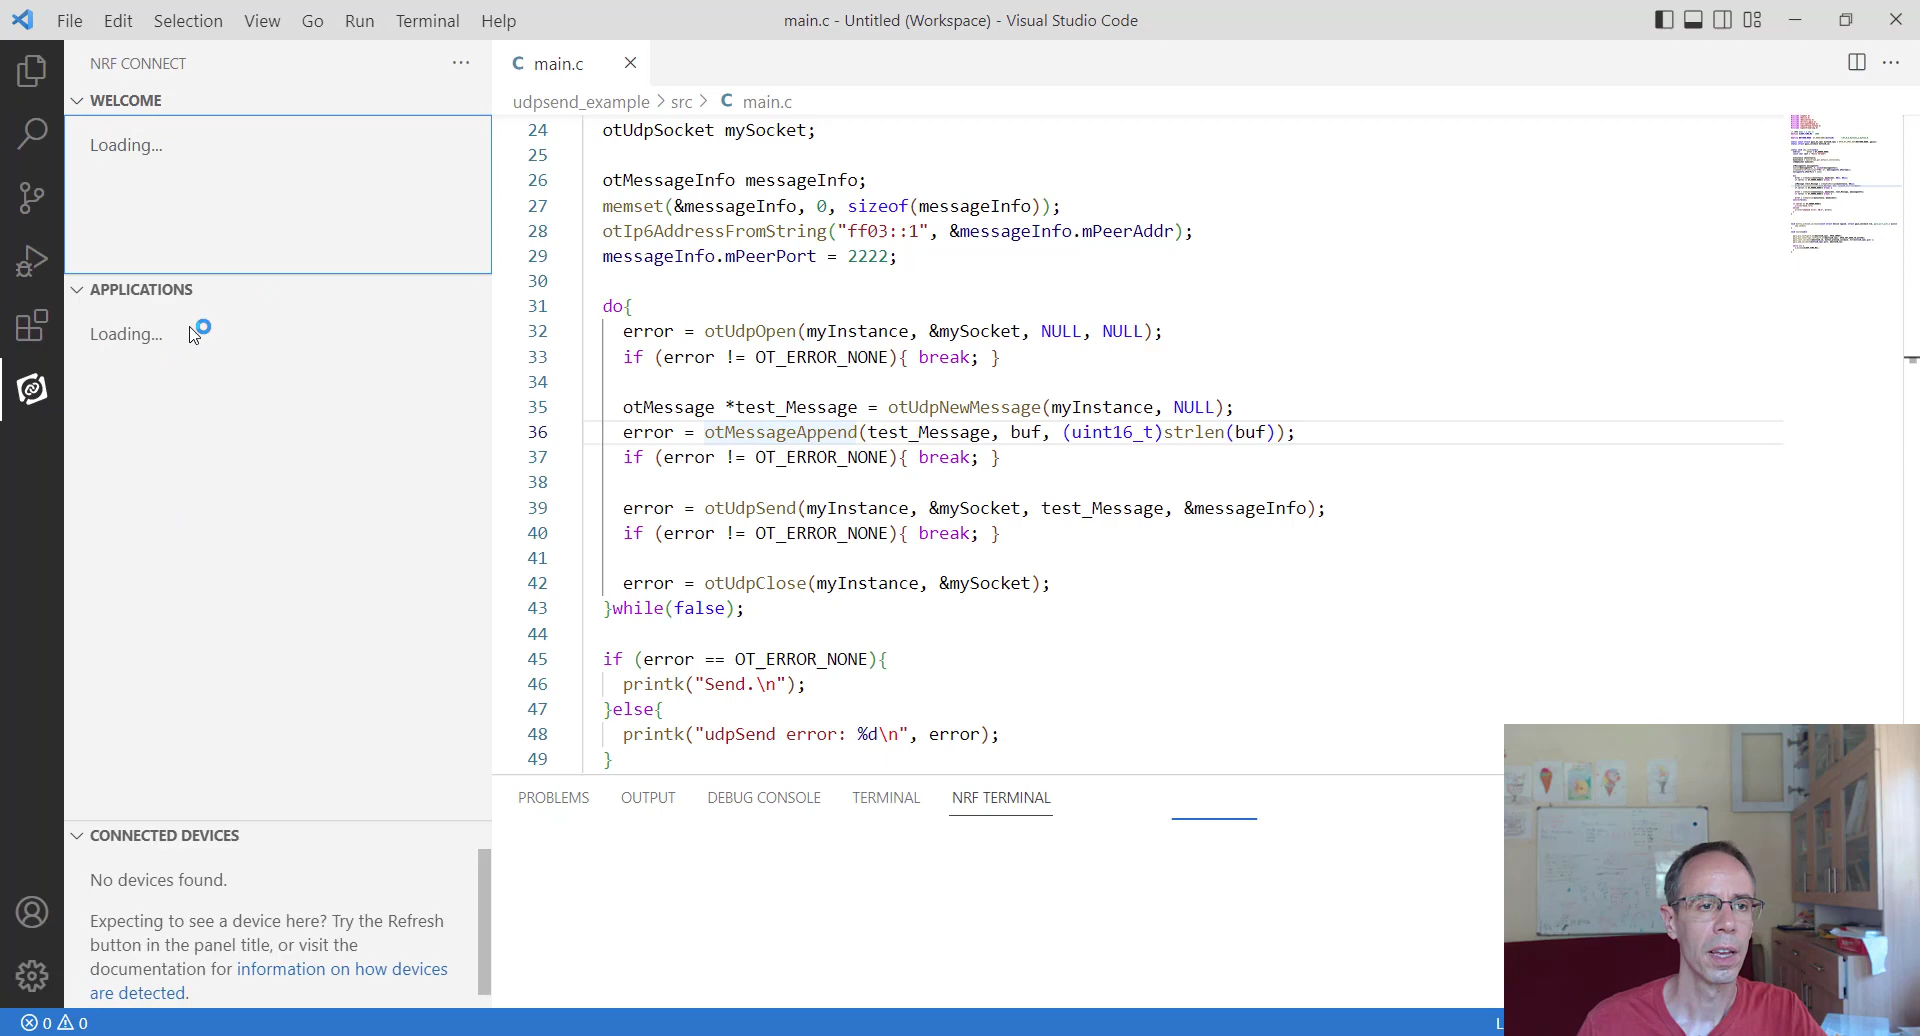 File Edit Selection View Go Run Terminal Help
main.c - Untitled (Workspace) - Visual Studio Code
NRF CONNECT
WELCOME
Loading...
APPLICATIONS
Loading...
CONNECTED DEVICES
No devices found.
Expecting to see a device here? Try the Refresh
button in the panel title, or visit the
documentation for information on how devices
are detected.
C main.c
udpsend_example > src > C main.c
24 otUdpSocket mySocket;
25
26 otMessageInfo messageInfo;
27 memset(&messageInfo, 0, sizeof(messageInfo));
28 otIp6AddressFromString("ff03::1", &messageInfo.mPeerAddr);
29 messageInfo.mPeerPort = 2222;
30
31 do{
32 error = otUdpOpen(myInstance, &mySocket, NULL, NULL);
33 if (error != OT_ERROR_NONE){ break; }
34
35 otMessage *test_Message = otUdpNewMessage(myInstance, NULL);
36 error = otMessageAppend(test_Message, buf, (uint16_t)strlen(buf));
37 if (error != OT_ERROR_NONE){ break; }
38
39 error = otUdpSend(myInstance, &mySocket, test_Message, &messageInfo);
40 if (error != OT_ERROR_NONE){ break; }
41
42 error = otUdpClose(myInstance, &mySocket);
43 }while(false);
44
45 if (error == OT_ERROR_NONE){
46 printk("Send.\n");
47 }else{
48 printk("udpSend error: %d\n", error);
49 }
PROBLEMS OUTPUT DEBUG CONSOLE TERMINAL NRF TERMINAL
0 0